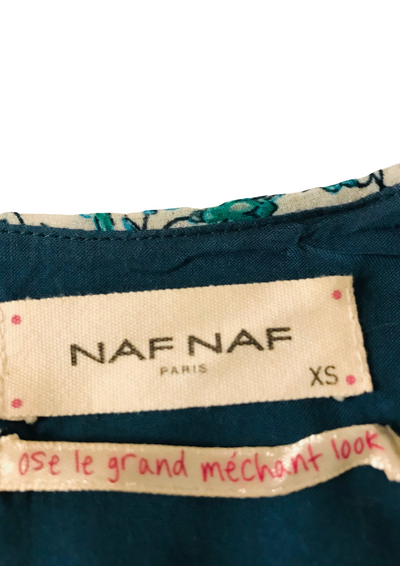 NAF NAF
PARIS
XS
ose le grand méchant look